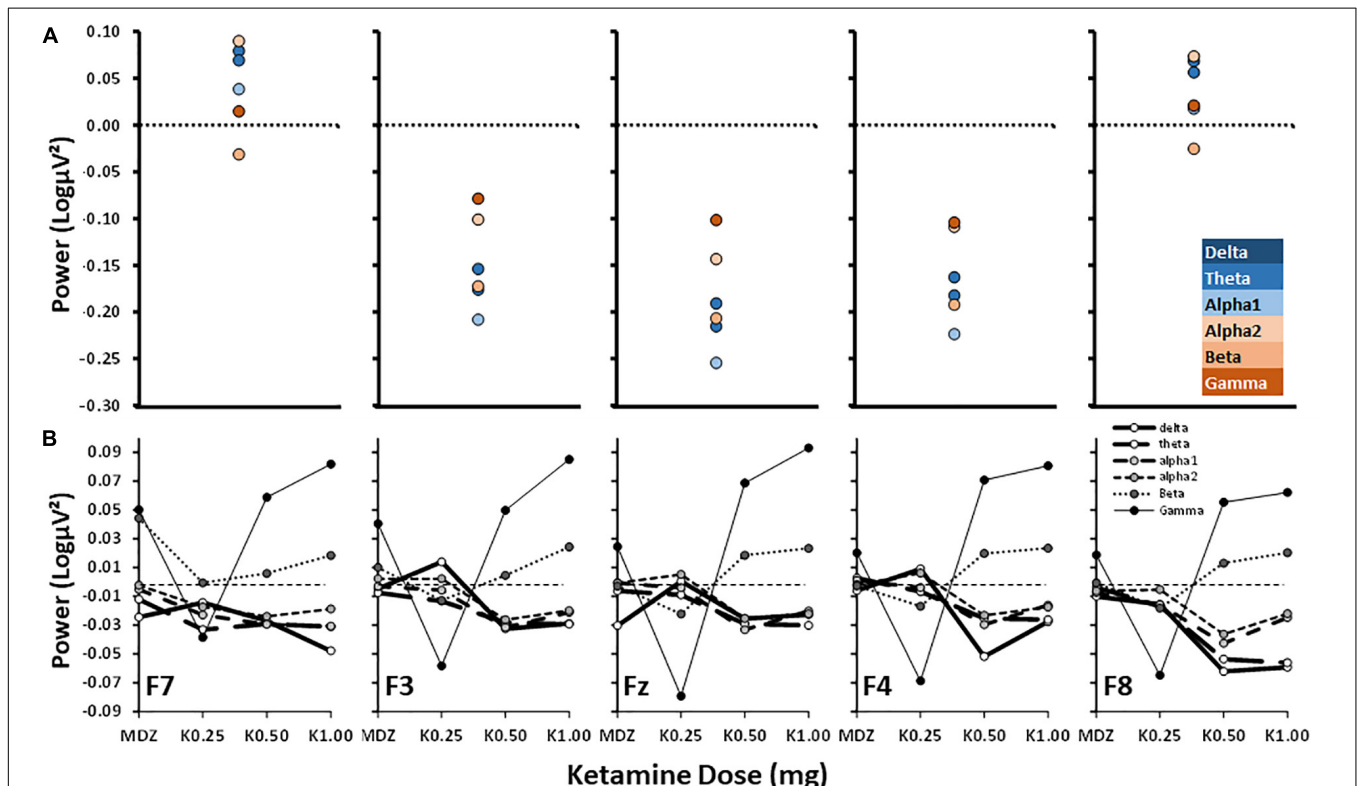 A
Power (LogµV²)
0.10
0.05
0.00
-0.05
-0.10
-0.15
-0.20
-0.25
-0.30
Delta
Theta
Alpha1
Alpha2
Beta
Gamma
B
Power (LogµV²)
0.09
0.07
0.05
0.03
0.01
-0.01
-0.03
-0.05
-0.07
-0.09
delta
theta
alpha1
alpha2
Beta
Gamma
F7 F3 Fz F4 F8
MDZ K0.25 K0.50 K1.00 MDZ K0.25 K0.50 K1.00 MDZ K0.25 K0.50 K1.00 MDZ K0.25 K0.50 K1.00 MDZ K0.25 K0.50 K1.00
Ketamine Dose (mg)